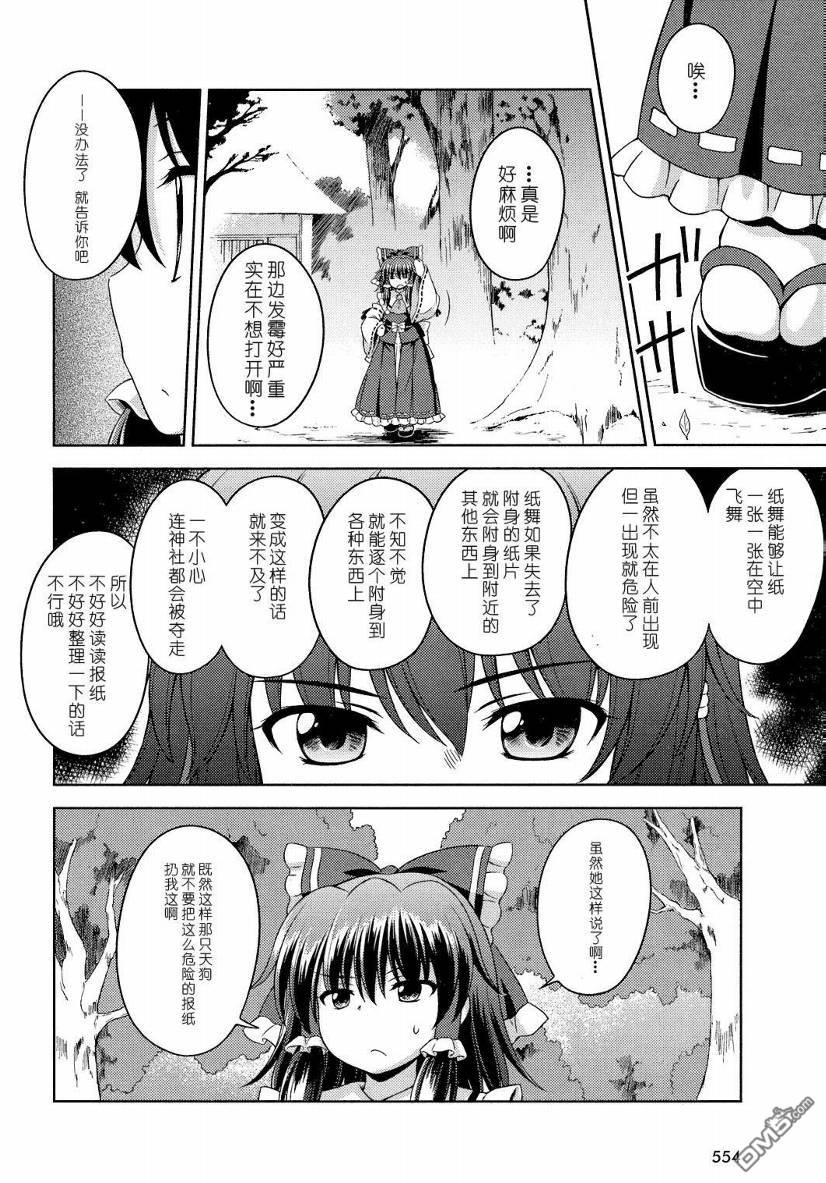 唉…
ガッ
…真是
好麻烦啊
那边发霉好严重
实在不想打开啊…
——没办法了 就告诉你吧
纸舞能够让纸
一张一张在空中
飞舞
虽然不太在人前出现
但一出现就危险了
纸舞如果失去了
附身的纸片
就会附身到附近的
其他东西上
不知不觉
就能逐个附身到
各种东西上
变成这样的话
就来不及了
一不小心
连神社都会被夺走
所以
不好好读读报纸
不好好整理一下的话
不行哦
虽然她这样说了啊…
既然这样那只天狗
就不要把这么危险的报纸
扔我这啊
554
DM5.com